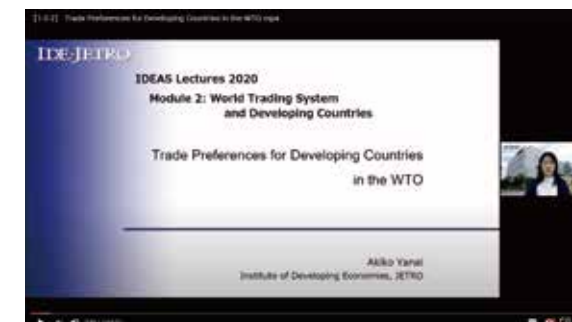 Trade Preferences for Developing Countries in the WTO
IDE-JETRO
IDEAS Lectures 2020
Module 2: World Trading System
and Developing Countries
Trade Preferences for Developing Countries
in the WTO
Akiko Yanai
Institute of Developing Economies, JETRO